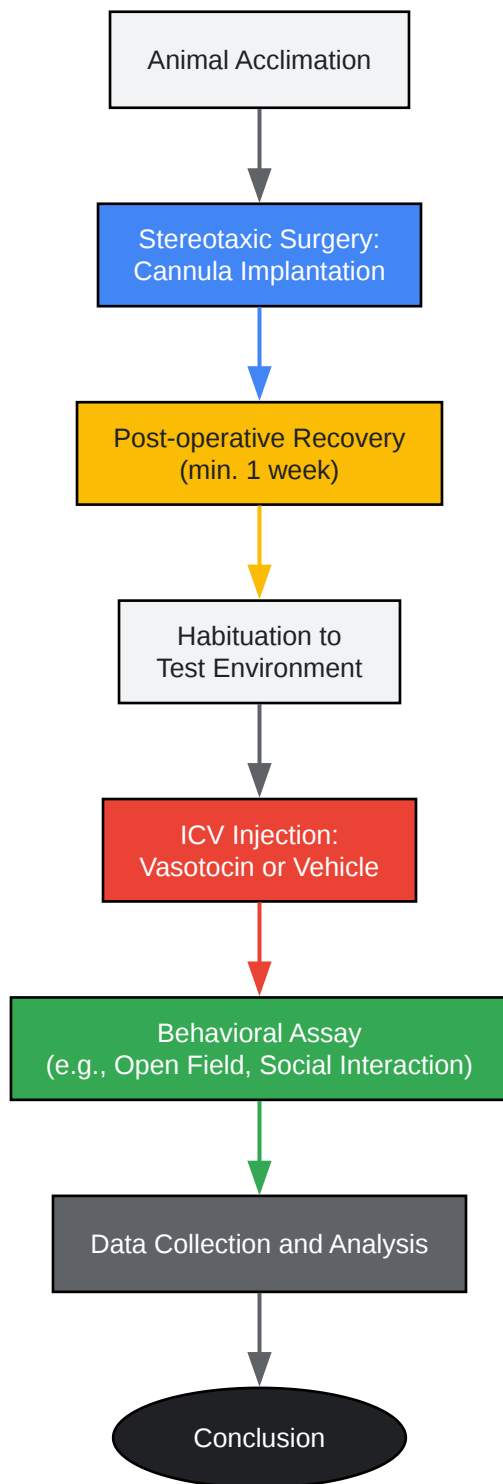 Animal Acclimation
Stereotaxic Surgery:
Cannula Implantation
Post-operative Recovery
(min. 1 week)
Habituation to
Test Environment
ICV Injection:
Vasotocin or Vehicle
Behavioral Assay
(e.g., Open Field, Social Interaction)
Data Collection and Analysis
Conclusion